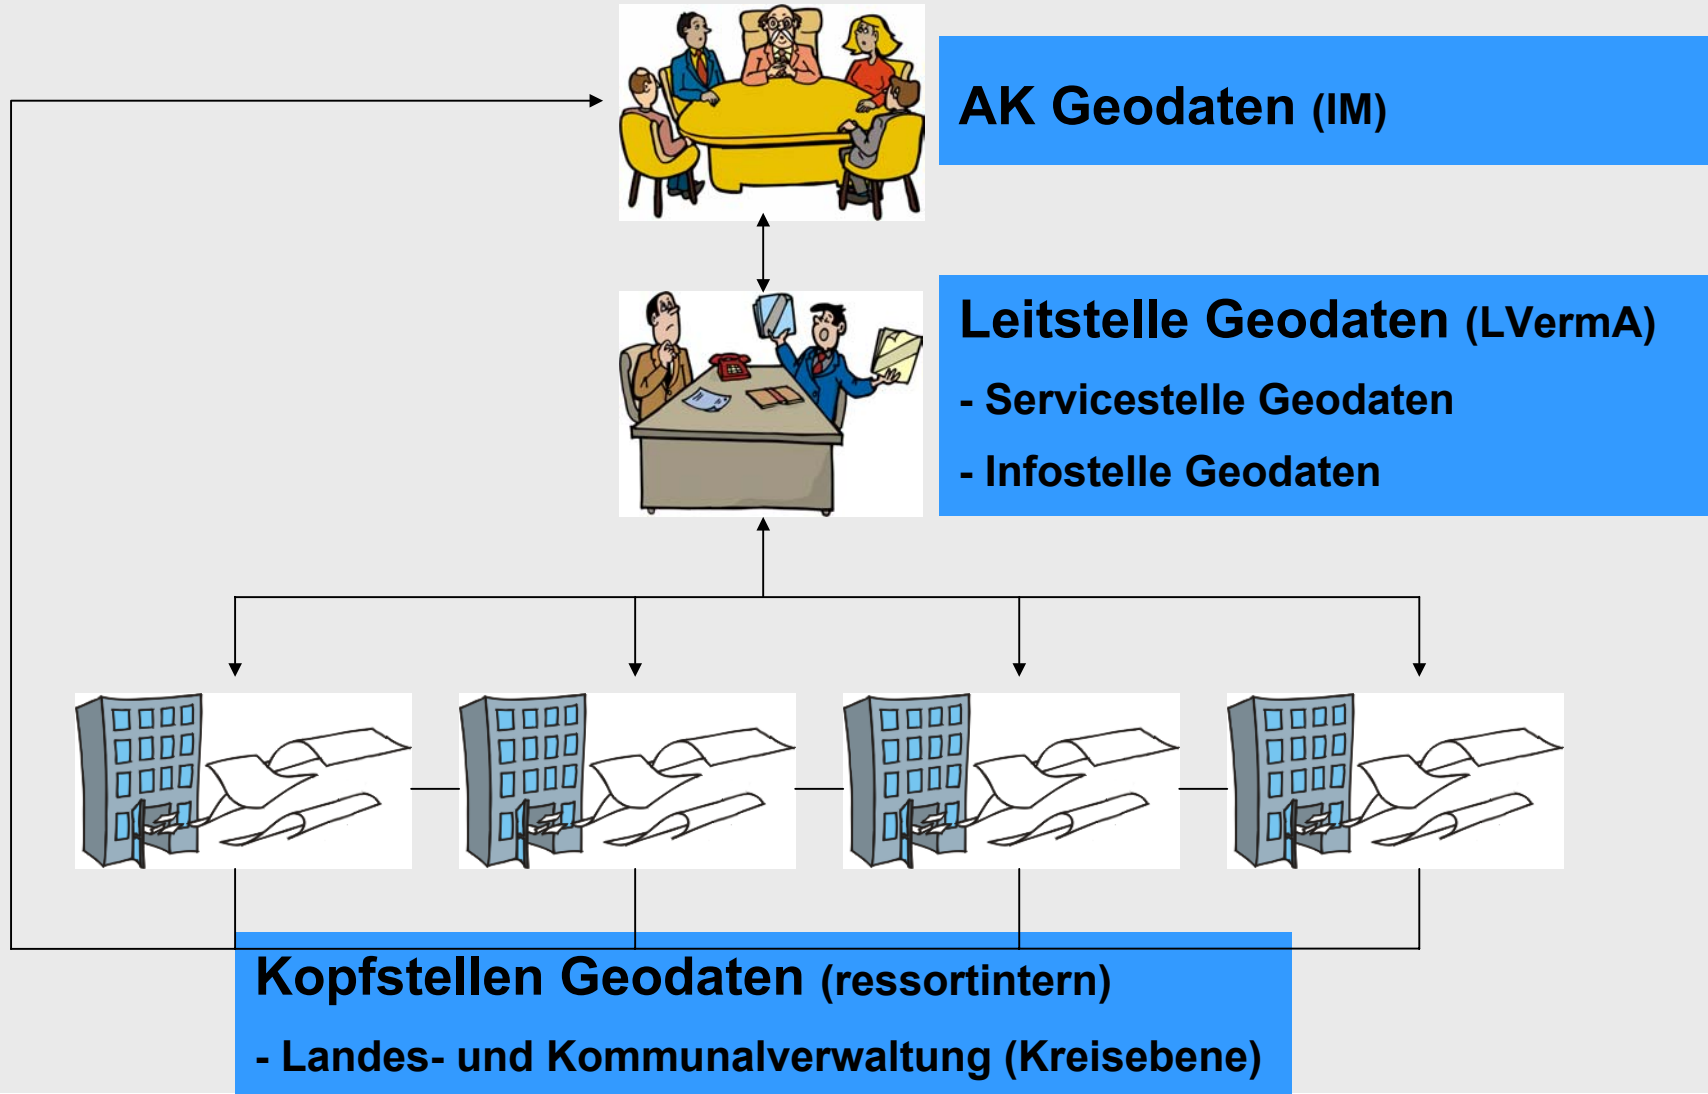 AK Geodaten (IM)
Leitstelle Geodaten (LVermA)
- Servicestelle Geodaten
- Infostelle Geodaten
Kopfstellen Geodaten (ressortintern)
- Landes- und Kommunalverwaltung (Kreisebene)